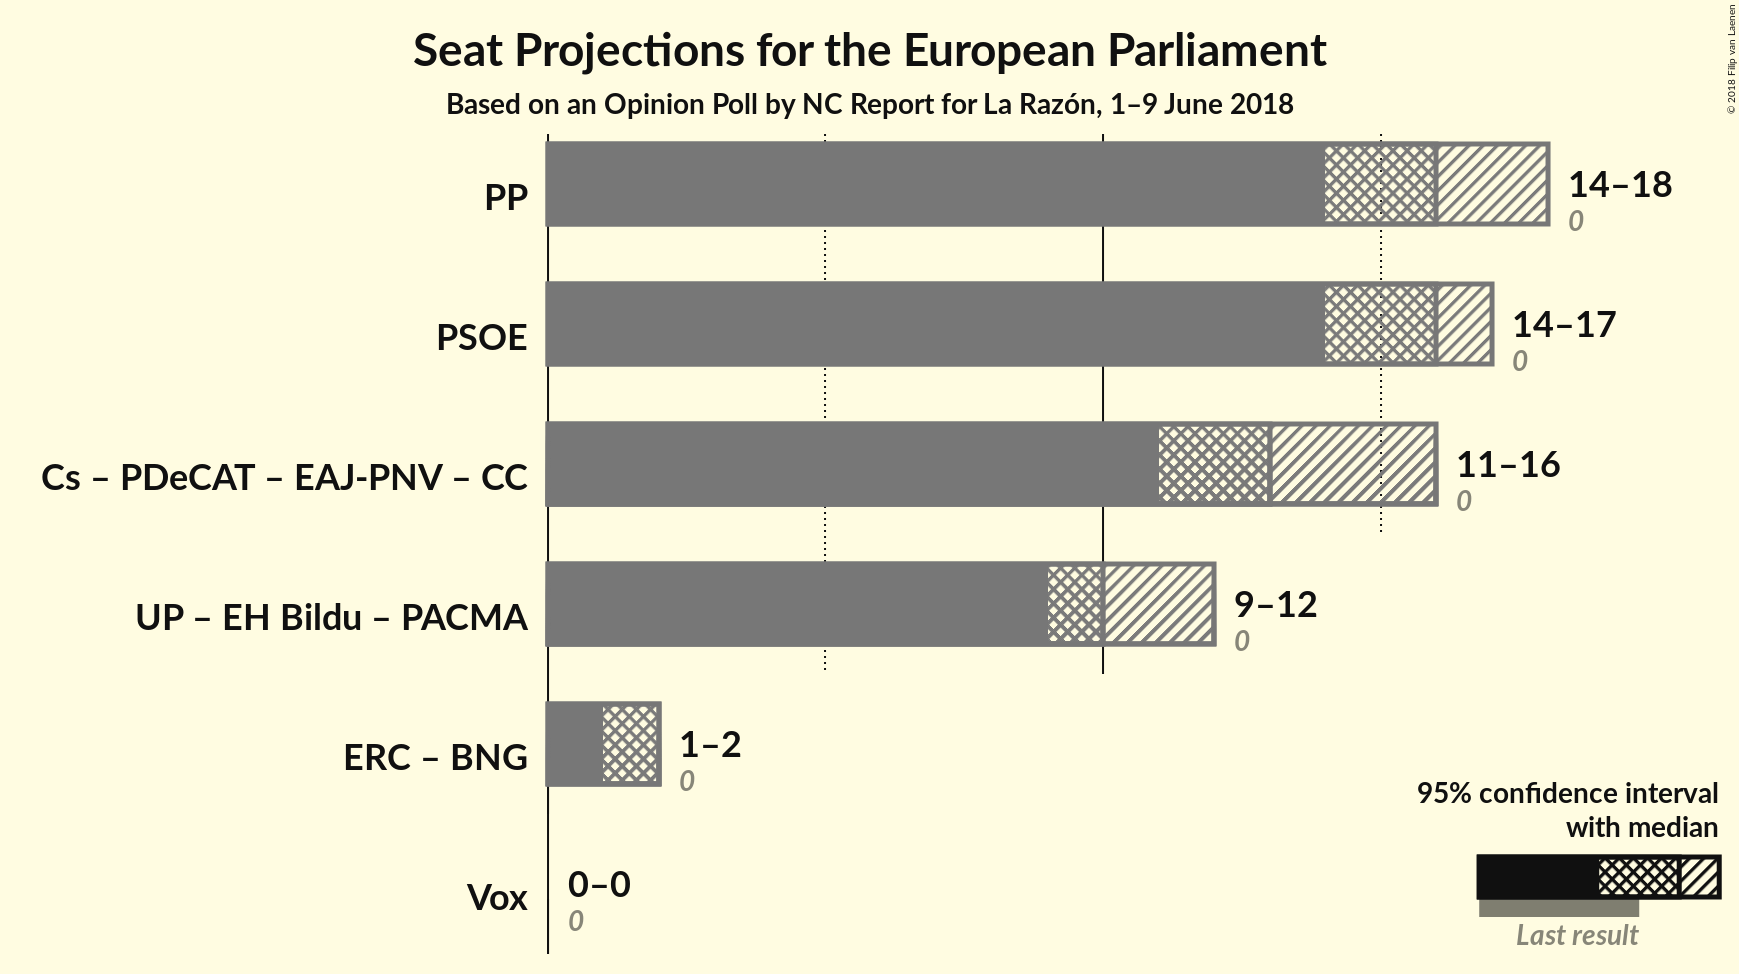 Seat Projections for the European Parliament
Based on an Opinion Poll by NC Report for La Razón, 1–9 June 2018
© 2018 Filip van Laenen
PP
14–18
0
PSOE
14–17
0
Cs – PDeCAT – EAJ-PNV – CC
11–16
0
UP – EH Bildu – PACMA
9–12
0
ERC – BNG
1–2
0
Vox
0–0
0
95% confidence interval
with median
Last result